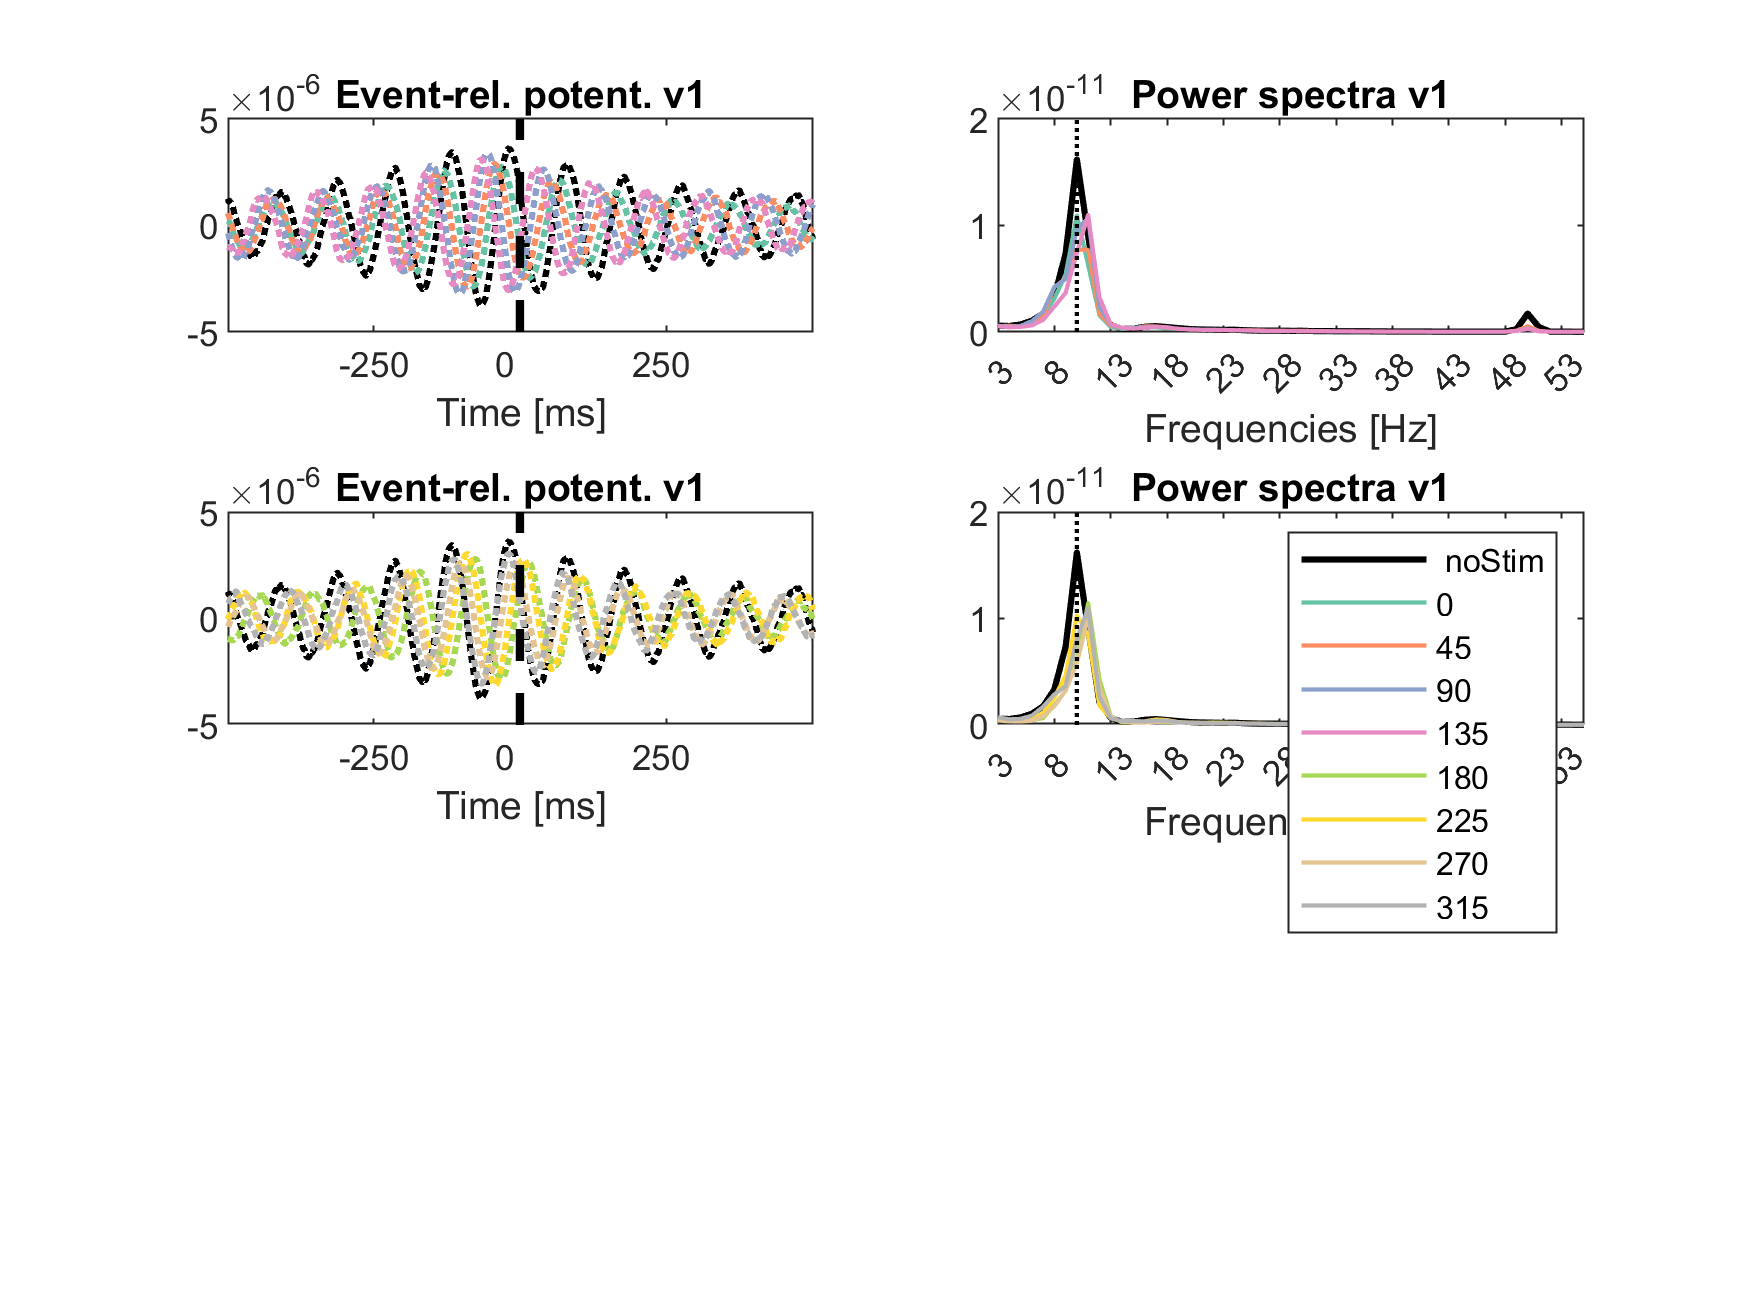 ×10-6 Event-rel. potent. v1
5
0
-5
-250 0 250
Time [ms]
×10-11 Power spectra v1
2
1
0
3 8 13 18 23 28 33 38 43 48 53
Frequencies [Hz]
×10-6 Event-rel. potent. v1
5
0
-5
-250 0 250
Time [ms]
×10-11 Power spectra v1
2
1
0
3 8 13 18 23
Frequen
noStim
0
45
90
135
180
225
270
315